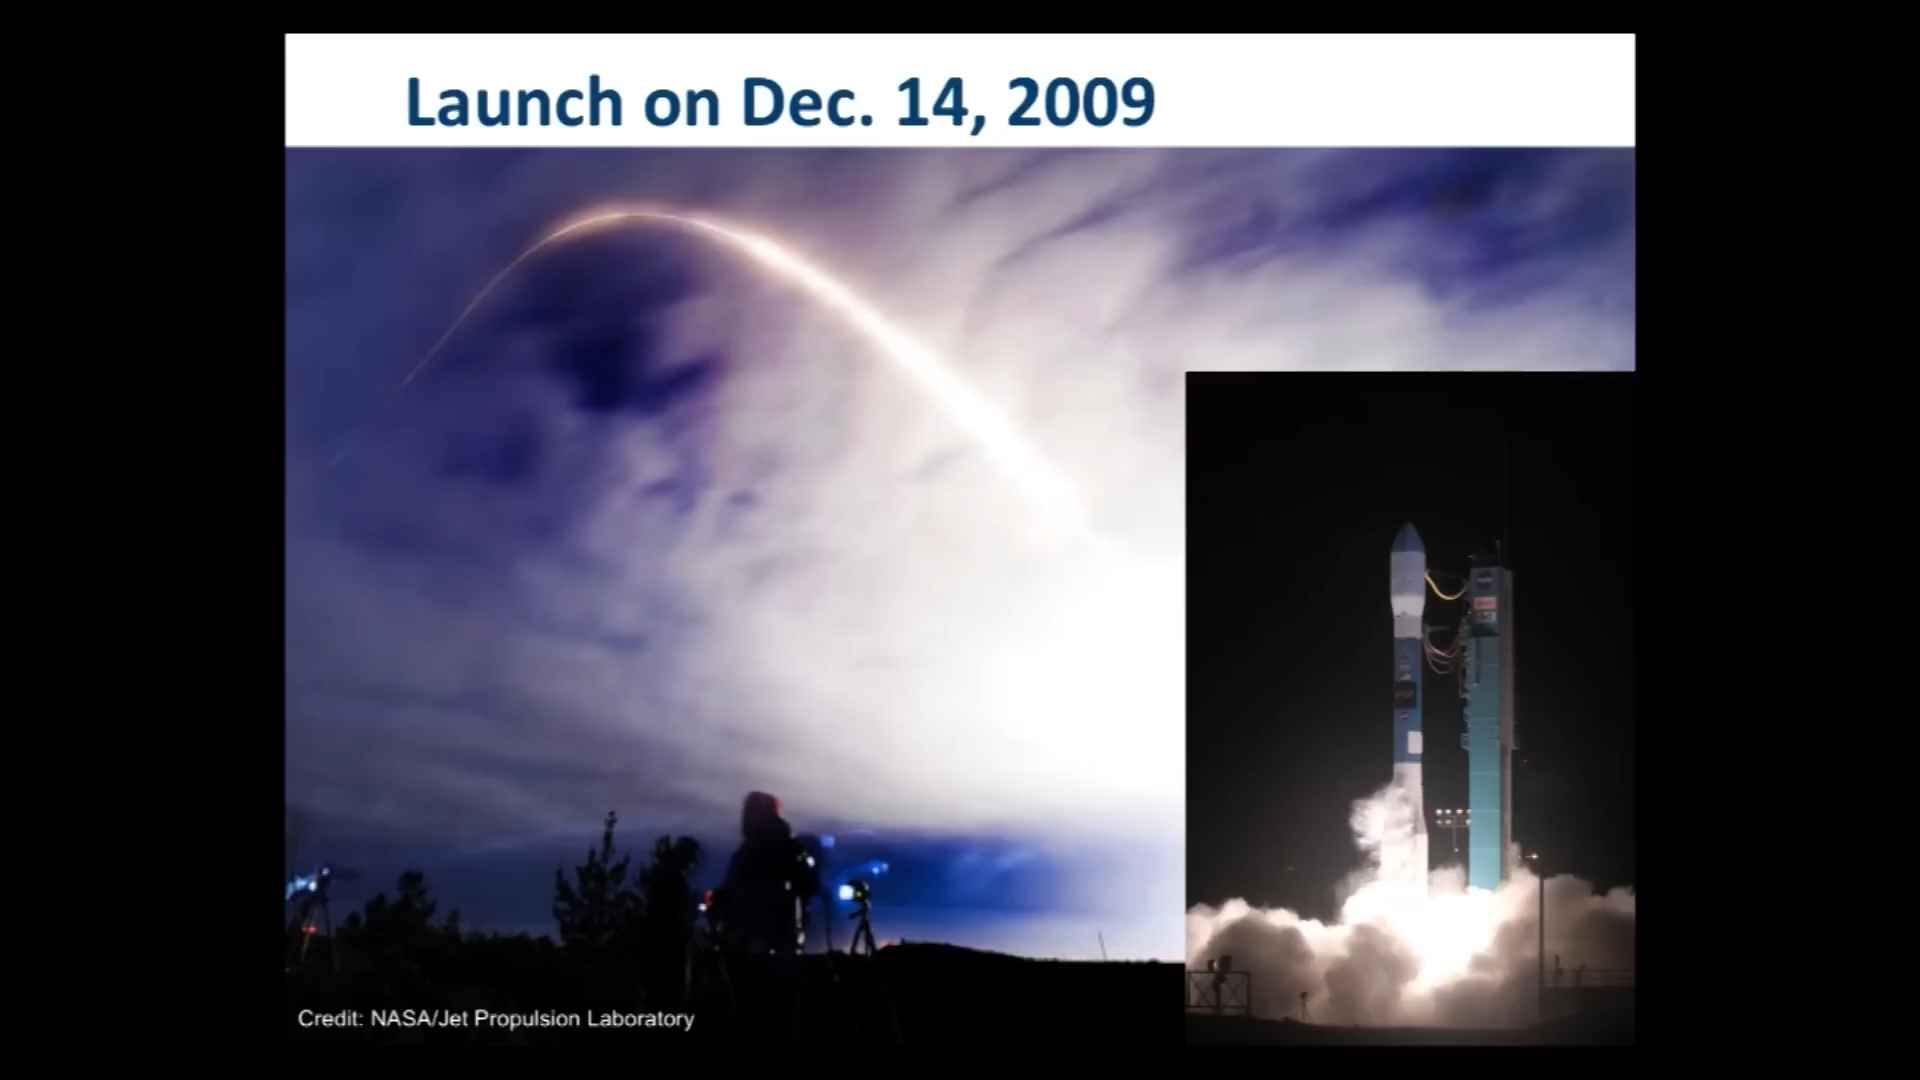 Launch on Dec. 14, 2009
Credit: NASA/Jet Propulsion Laboratory